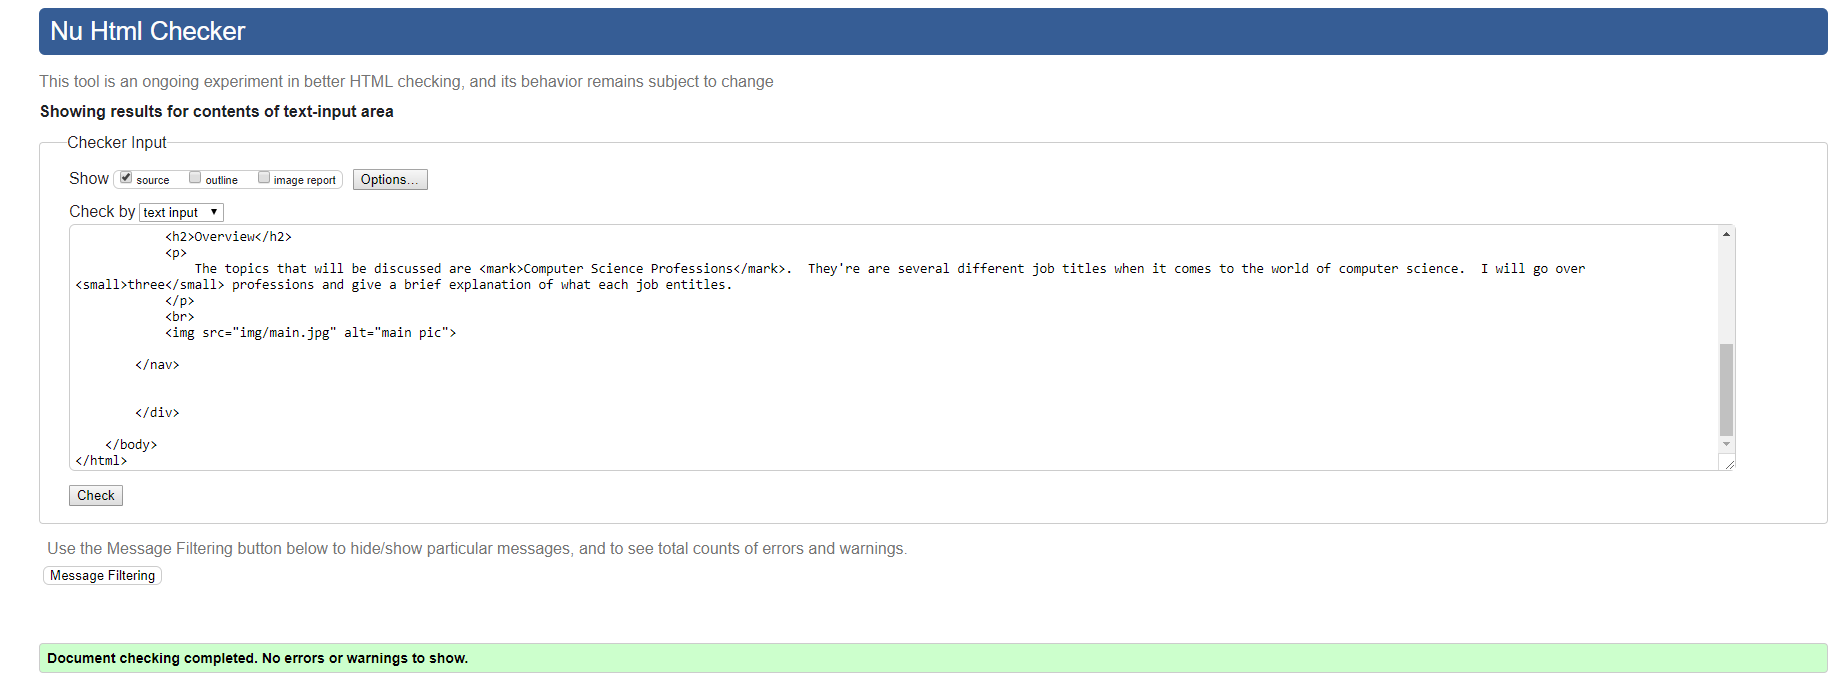 Nu Html Checker
This tool is an ongoing experiment in better HTML checking, and its behavior remains subject to change
Showing results for contents of text-input area
Checker Input
Show source outline image report Options...
Check by text input
<h2>Overview</h2>
<p>
The topics that will be discussed are <mark>Computer Science Professions</mark>.  They're are several different job titles when it comes to the world of computer science.  I will go over
<small>three</small> professions and give a brief explanation of what each job entitles.
</p>
<br>
<img src="img/main.jpg" alt="main pic">
</nav>
</div>
</body>
</html>
Check
Use the Message Filtering button below to hide/show particular messages, and to see total counts of errors and warnings.
Message Filtering
Document checking completed. No errors or warnings to show.